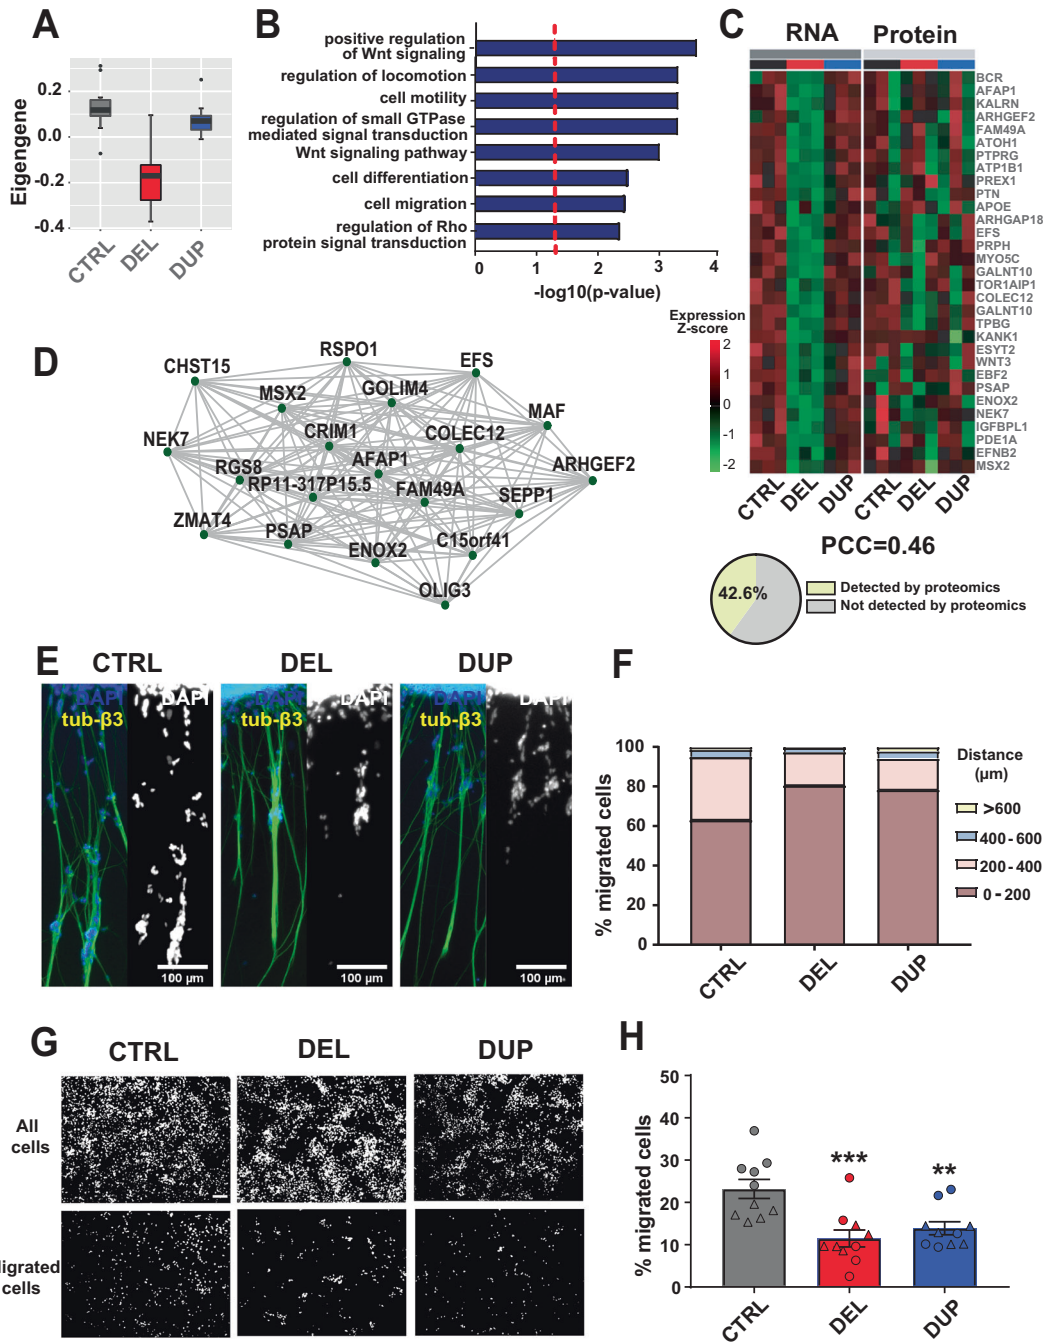 A
Eigengene
0.2
0.0
-0.2
-0.4
CTRL
DEL
DUP
B
positive regulation
of Wnt signaling
regulation of locomotion
cell motility
regulation of small GTPase
mediated signal transduction
Wnt signaling pathway
cell differentiation
cell migration
regulation of Rho
protein signal transduction
0 1 2 3 4
-log10(p-value)
C
RNA Protein
BCR
AFAP1
KALRN
ARHGEF2
FAM49A
ATOH1
PTPRG
ATP1B1
PREX1
PTN
APOE
ARHGAP18
EFS
PRPH
MYO5C
GALNT10
TOR1AIP1
COLEC12
GALNT10
TPBG
KANK1
ESYT2
WNT3
EBF2
PSAP
ENOX2
NEK7
IGFBPL1
PDE1A
EFNB2
MSX2
CTRL DEL DUP CTRL DEL DUP
Expression
Z-score
2
1
0
-1
-2
PCC=0.46
42.6%
Detected by proteomics
Not detected by proteomics
D
RSPO1
CHST15
EFS
MSX2
GOLIM4
MAF
CRIM1
COLEC12
NEK7
AFAP1
ARHGEF2
RGS8
RP11-317P15.5
FAM49A
SEPP1
ZMAT4
PSAP
C15orf41
ENOX2
OLIG3
E
CTRL DEL DUP
DAPI DAPI DAPI DAPI DAPI DAPI
tub-β3 tub-β3 tub-β3
100 µm 100 µm 100 µm
F
% migrated cells
100
80
60
40
20
0
CTRL
DEL
DUP
Distance
(µm)
>600
400-600
200-400
0-200
G
CTRL DEL DUP
All
cells
Migrated
cells
H
% migrated cells
50
40
30
20
10
0
***
**
CTRL
DEL
DUP